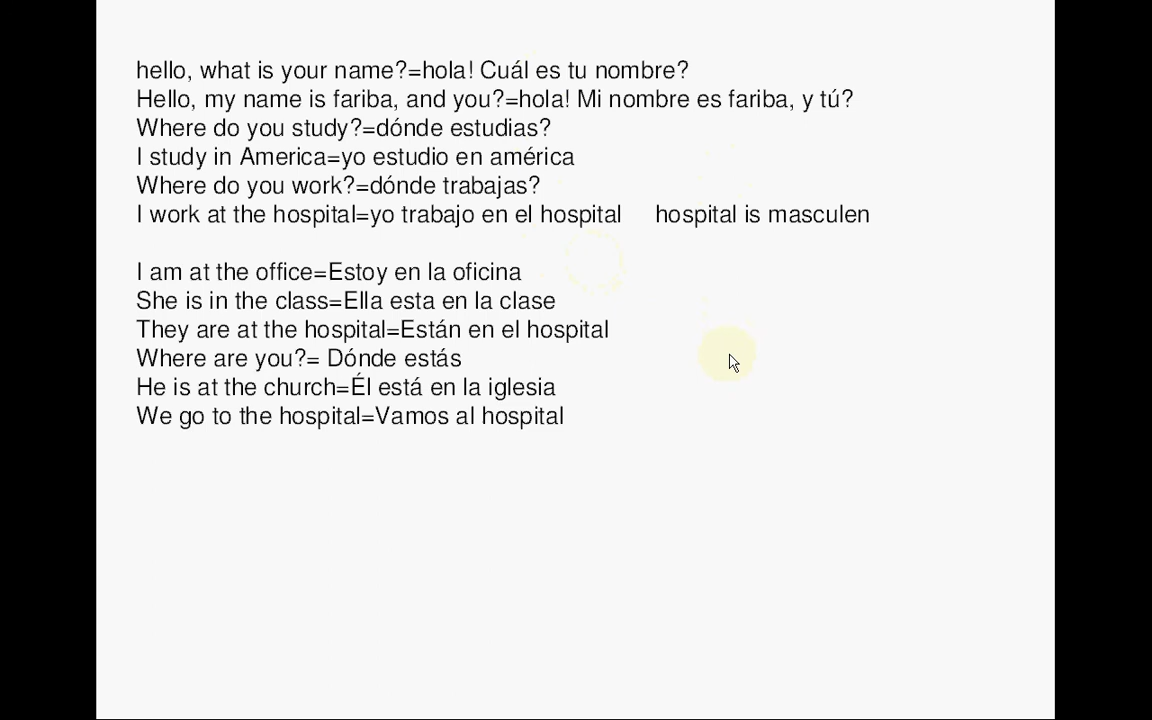 hello, what is your name?=hola! Cuál es tu nombre?
Hello, my name is fariba, and you?=hola! Mi nombre es fariba, y tú?
Where do you study?=dónde estudias?
I study in America=yo estudio en américa
Where do you work?=dónde trabajas?
I work at the hospital=yo trabajo en el hospital hospital is masculen
I am at the office=Estoy en la oficina
She is in the class=Ella esta en la clase
They are at the hospital=Están en el hospital
Where are you?= Dónde estás
He is at the church=Él está en la iglesia
We go to the hospital=Vamos al hospital